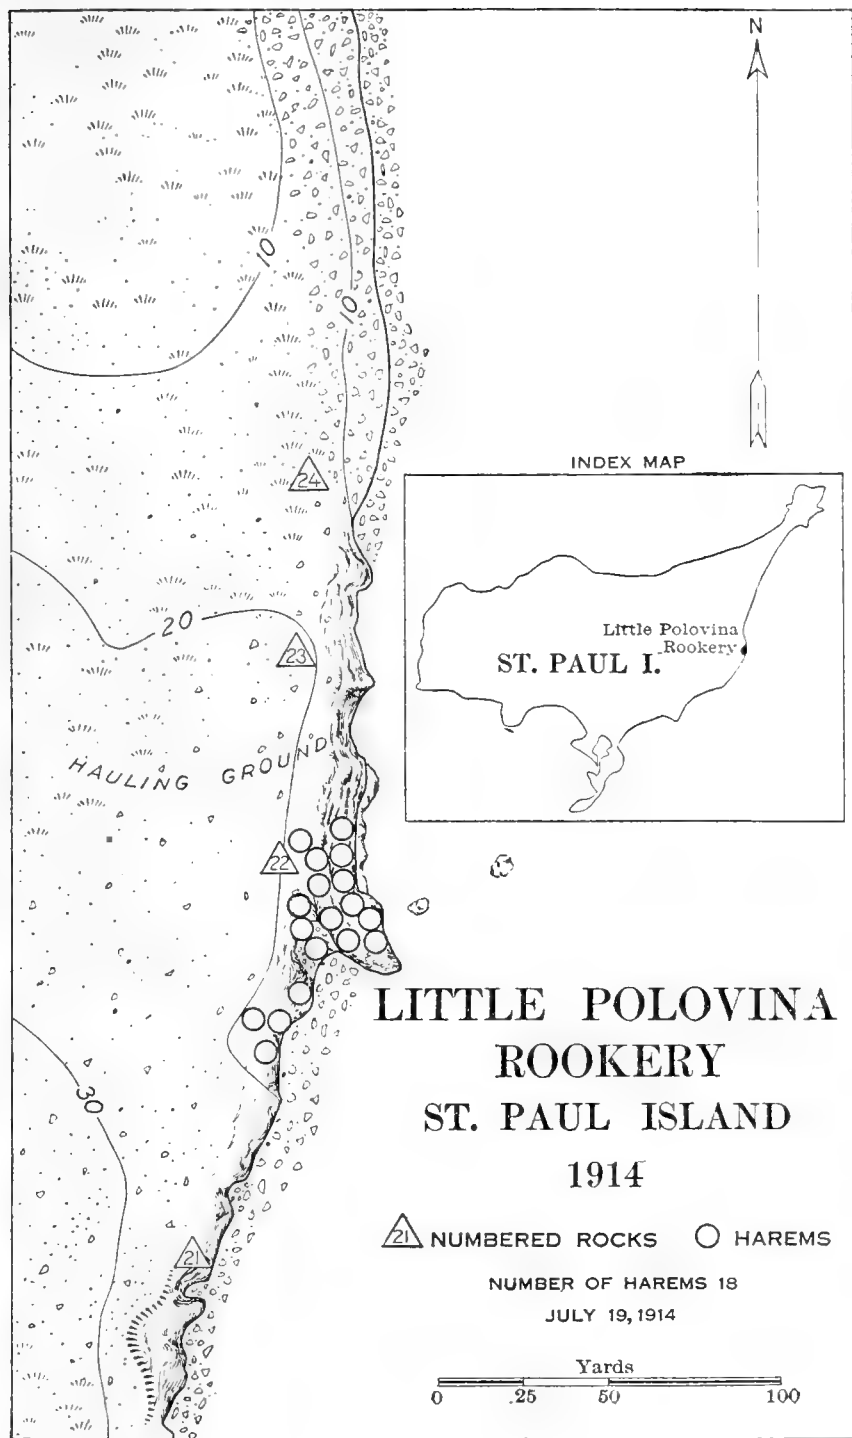 N
10
10
24
INDEX MAP
Little Polovina
Rookery
ST. PAUL I.
20
23
HAULING GROUND
22
LITTLE POLOVINA
ROOKERY
ST. PAUL ISLAND
1914
30
21 NUMBERED ROCKS HAREMS
21
NUMBER OF HAREMS 18
JULY 19, 1914
Yards
0 25 50 100